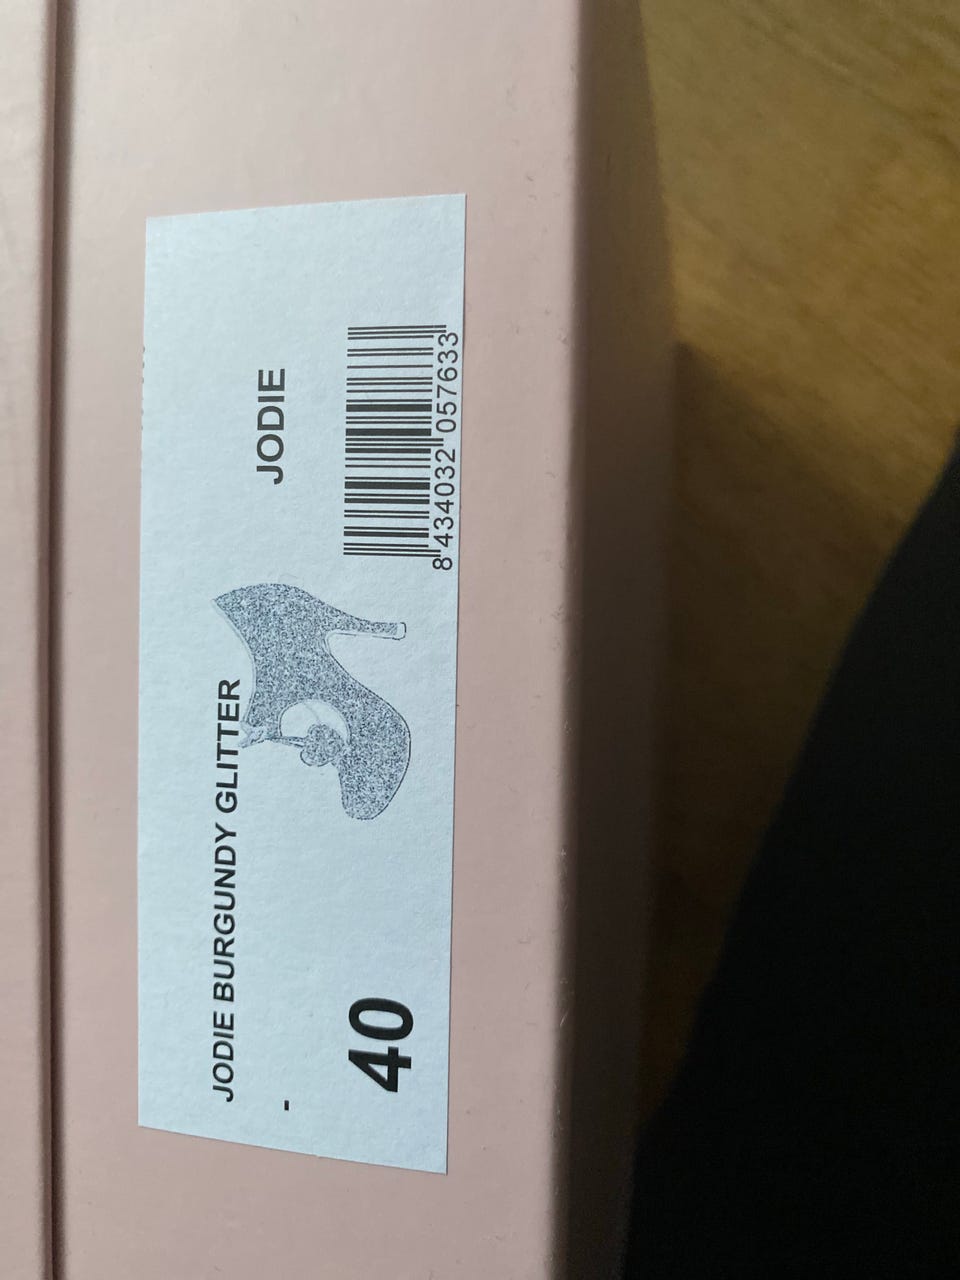 JODIE BURGUNDY GLITTER
-
JODIE
40
8 434032 057633